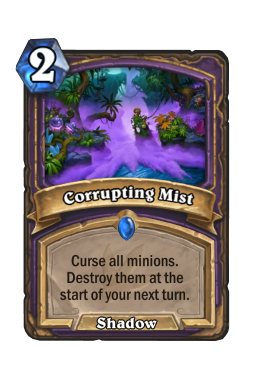 2
Corrupting Mist
Curse all minions.
Destroy them at the
start of your next turn.
Shadow